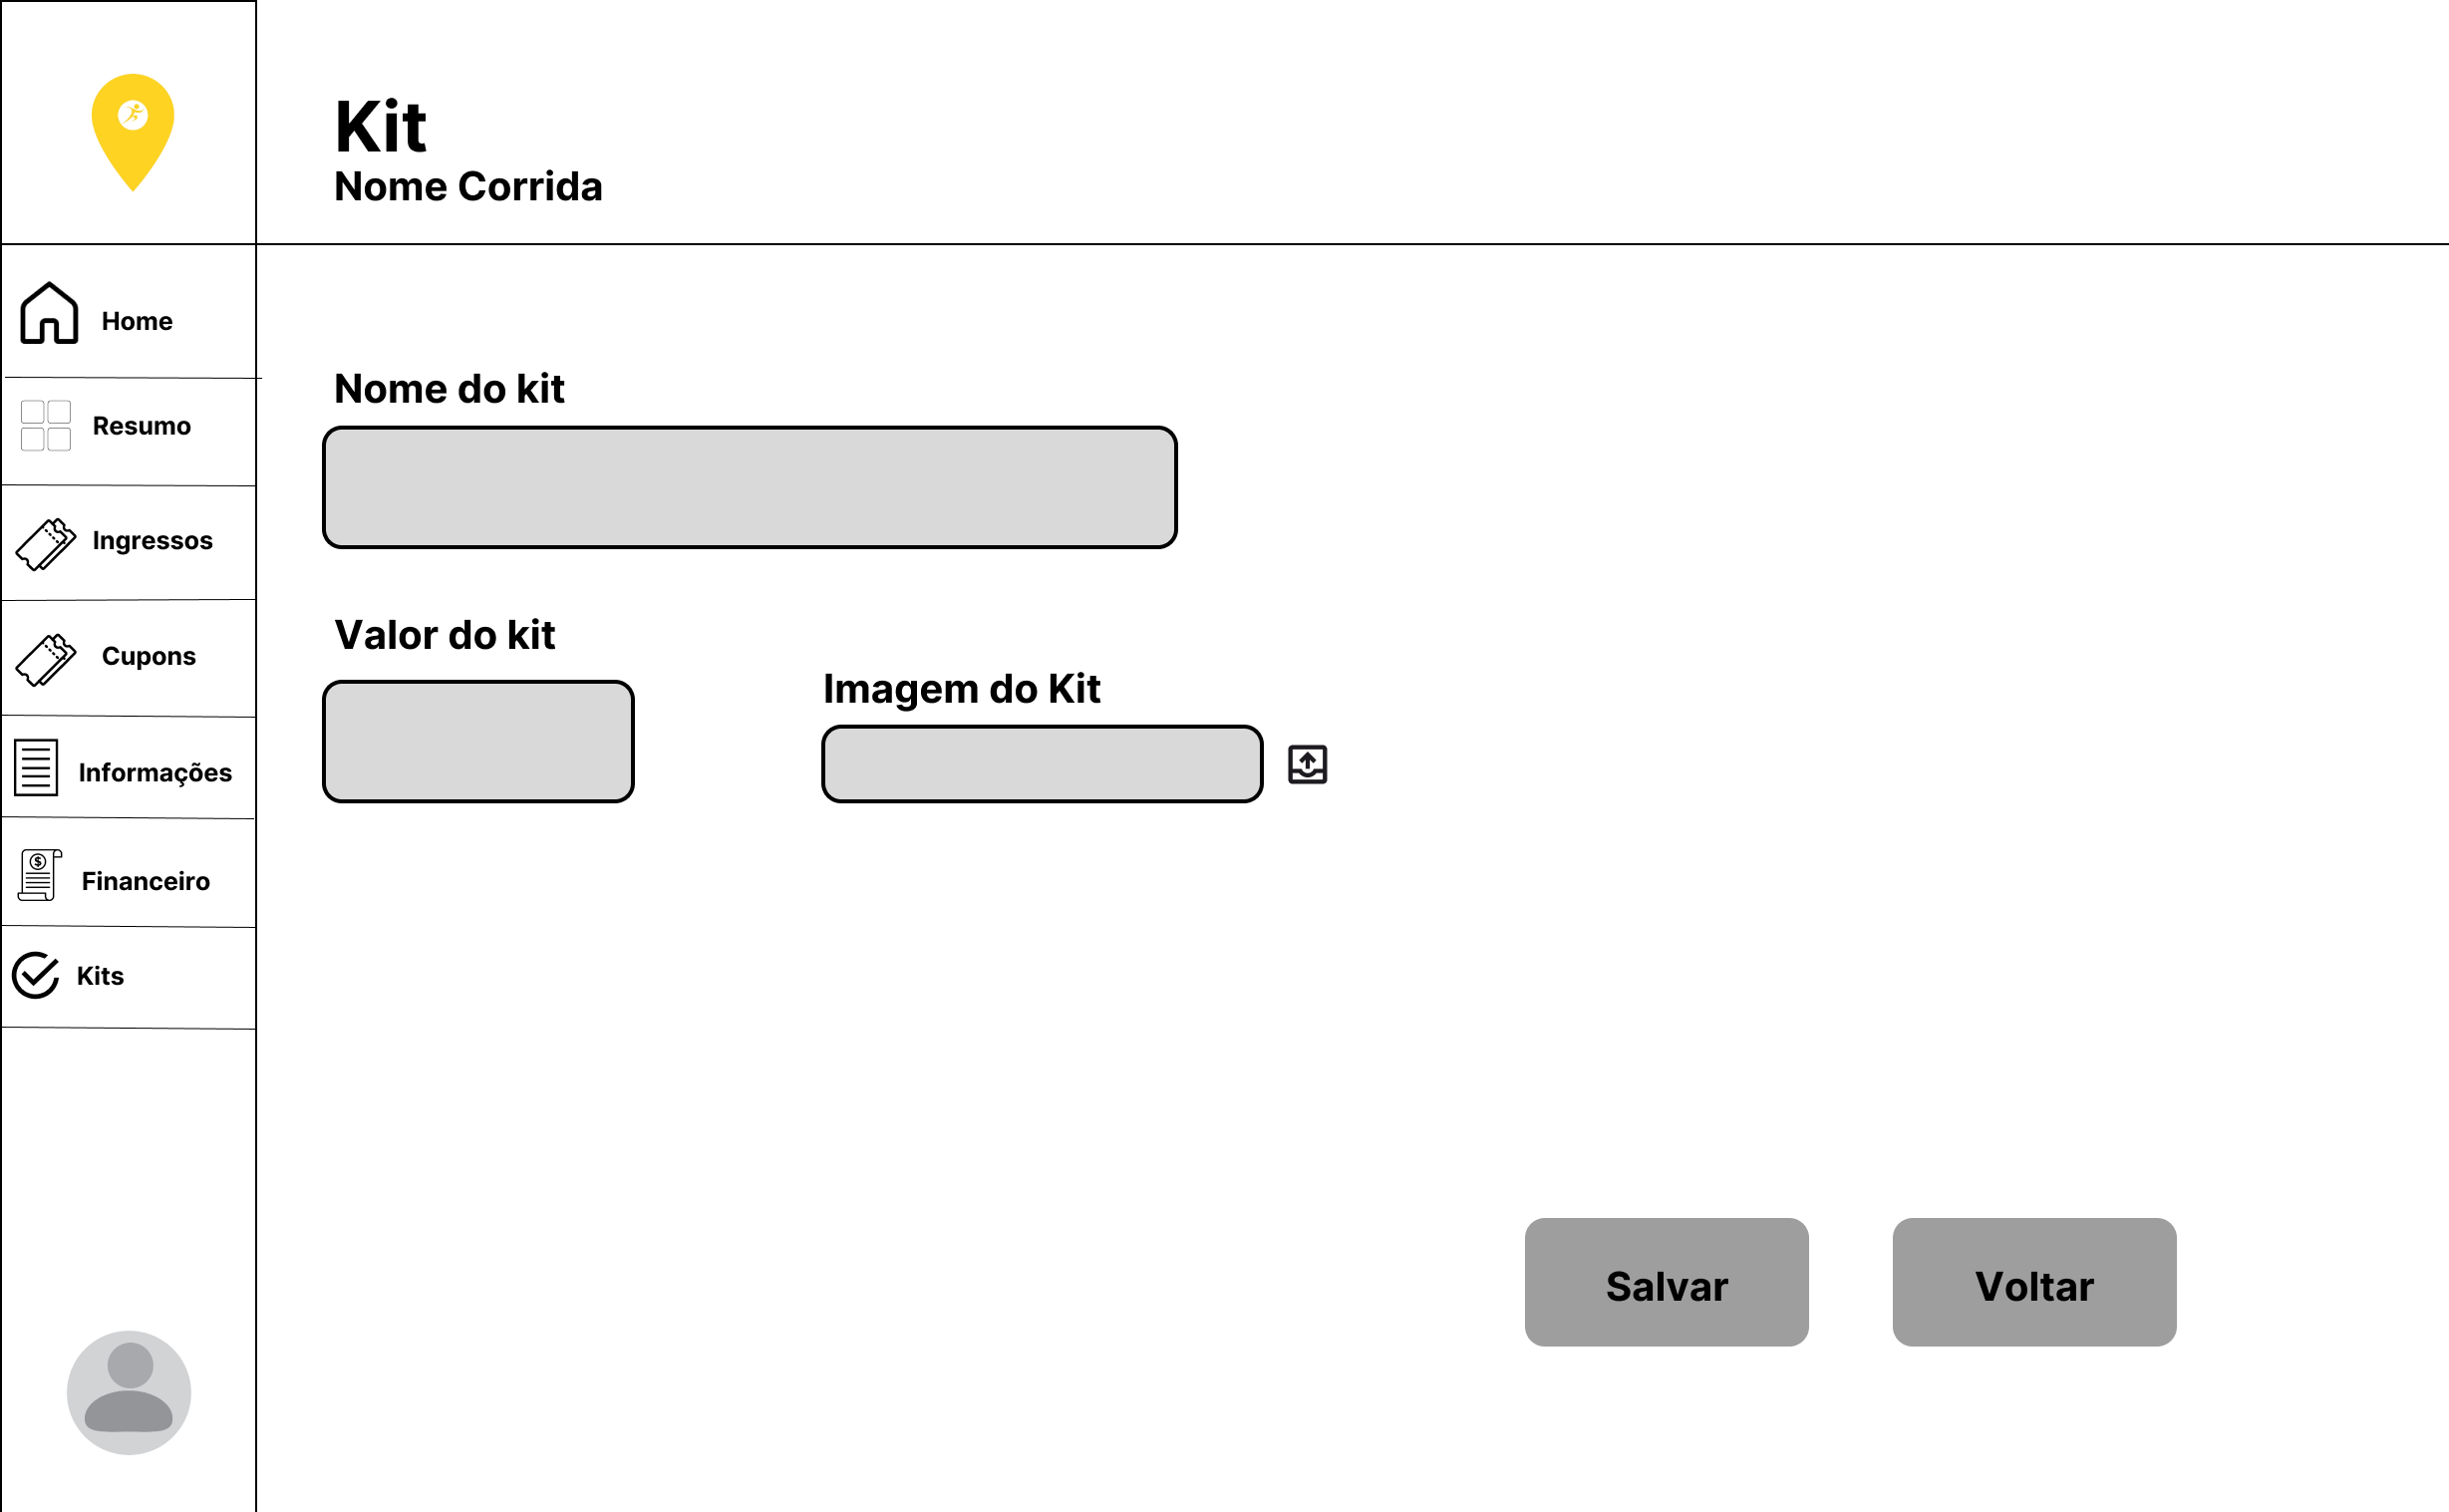 Kit
Nome Corrida
Home
Resumo
Ingressos
Cupons
Informações
Financeiro
Kits
Nome do kit
Valor do kit
Imagem do Kit
Salvar
Voltar